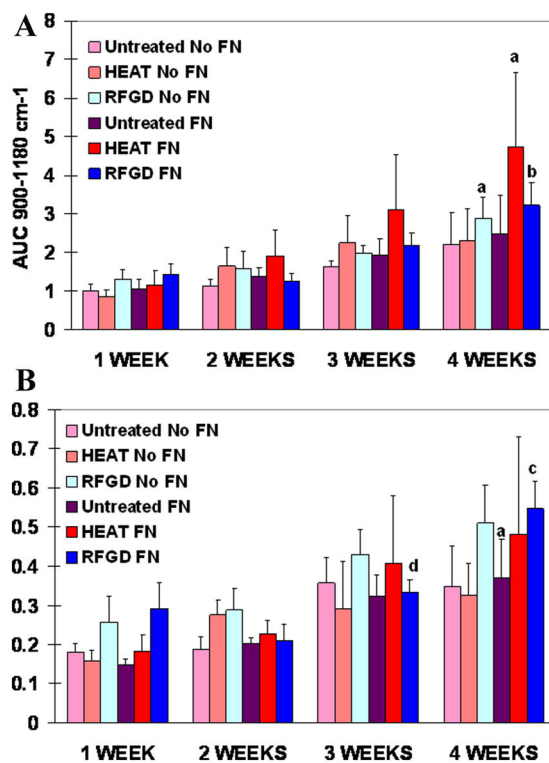 A
8
7
6
5
4
3
2
1
0
AUC 900-1180 cm-1
Untreated No FN
HEAT No FN
RFGD No FN
Untreated FN
HEAT FN
RFGD FN
a
a
b
1 WEEK
2 WEEKS
3 WEEKS
4 WEEKS
B
0.8
0.7
0.6
0.5
0.4
0.3
0.2
0.1
0
Untreated No FN
HEAT No FN
RFGD No FN
Untreated FN
HEAT FN
RFGD FN
d
a
c
1 WEEK
2 WEEKS
3 WEEKS
4 WEEKS